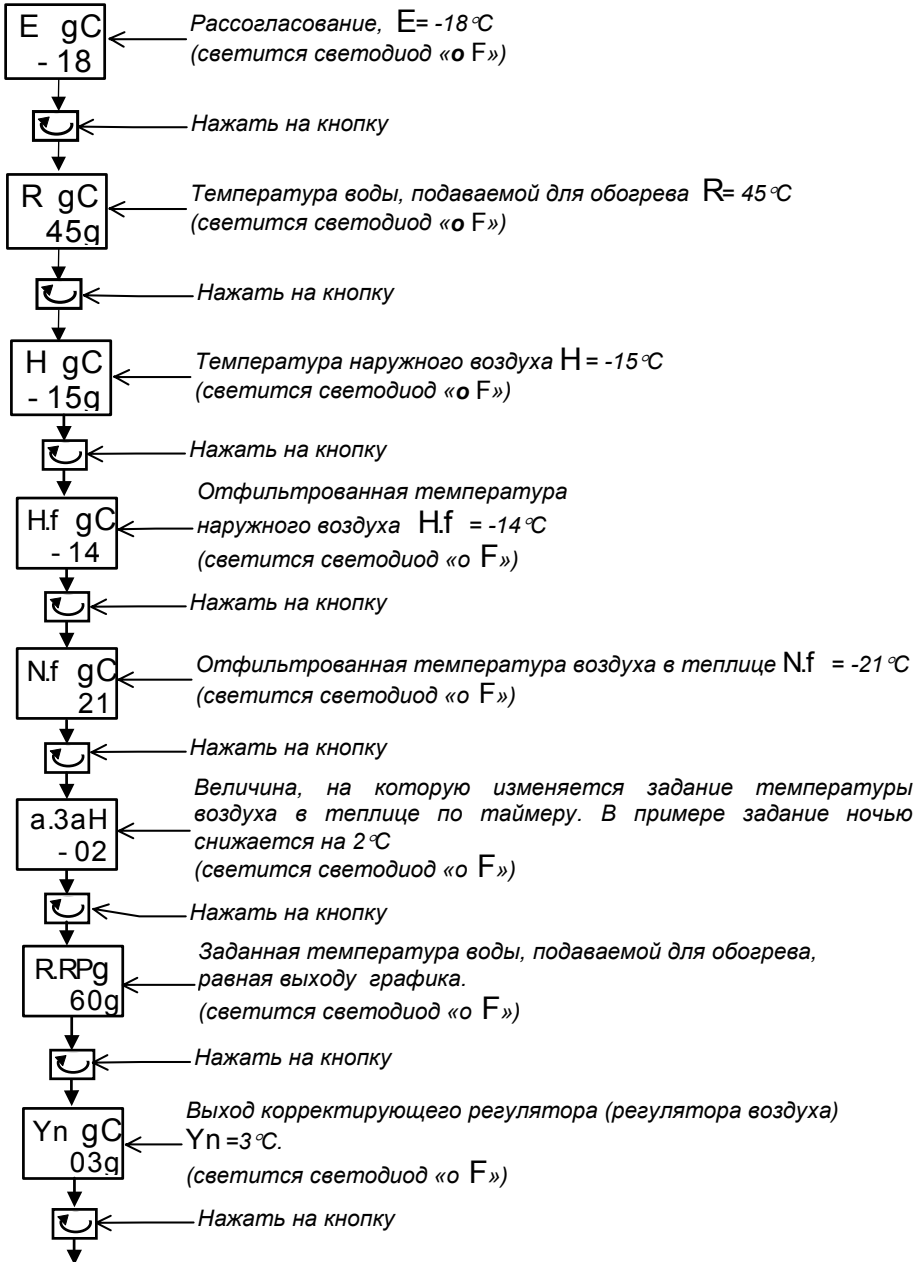 E gC
- 18
Рассогласование, E= -18°C
(светится светодиод «о F»)
Нажать на кнопку
R gC
45g
Температура воды, подаваемой для обогрева R= 45°C
(светится светодиод «о F»)
Нажать на кнопку
H gC
- 15g
Температура наружного воздуха H = -15°C
(светится светодиод «о F»)
Нажать на кнопку
H.f gC
- 14
Отфильтрованная температура
наружного воздуха H.f = -14°C
(светится светодиод «о F»)
Нажать на кнопку
N.f gC
21
Отфильтрованная температура воздуха в теплице N.f = -21°C
(светится светодиод «о F»)
Нажать на кнопку
a.3aH
- 02
Величина, на которую изменяется задание температуры
воздуха в теплице по таймеру. В примере задание ночью
снижается на 2°C
(светится светодиод «о F»)
Нажать на кнопку
R.RPg
60g
Заданная температура воды, подаваемой для обогрева,
равная выходу графика.
(светится светодиод «о F»)
Нажать на кнопку
Yn gC
03g
Выход корректирующего регулятора (регулятора воздуха)
Yn =3°C.
(светится светодиод «о F»)
Нажать на кнопку